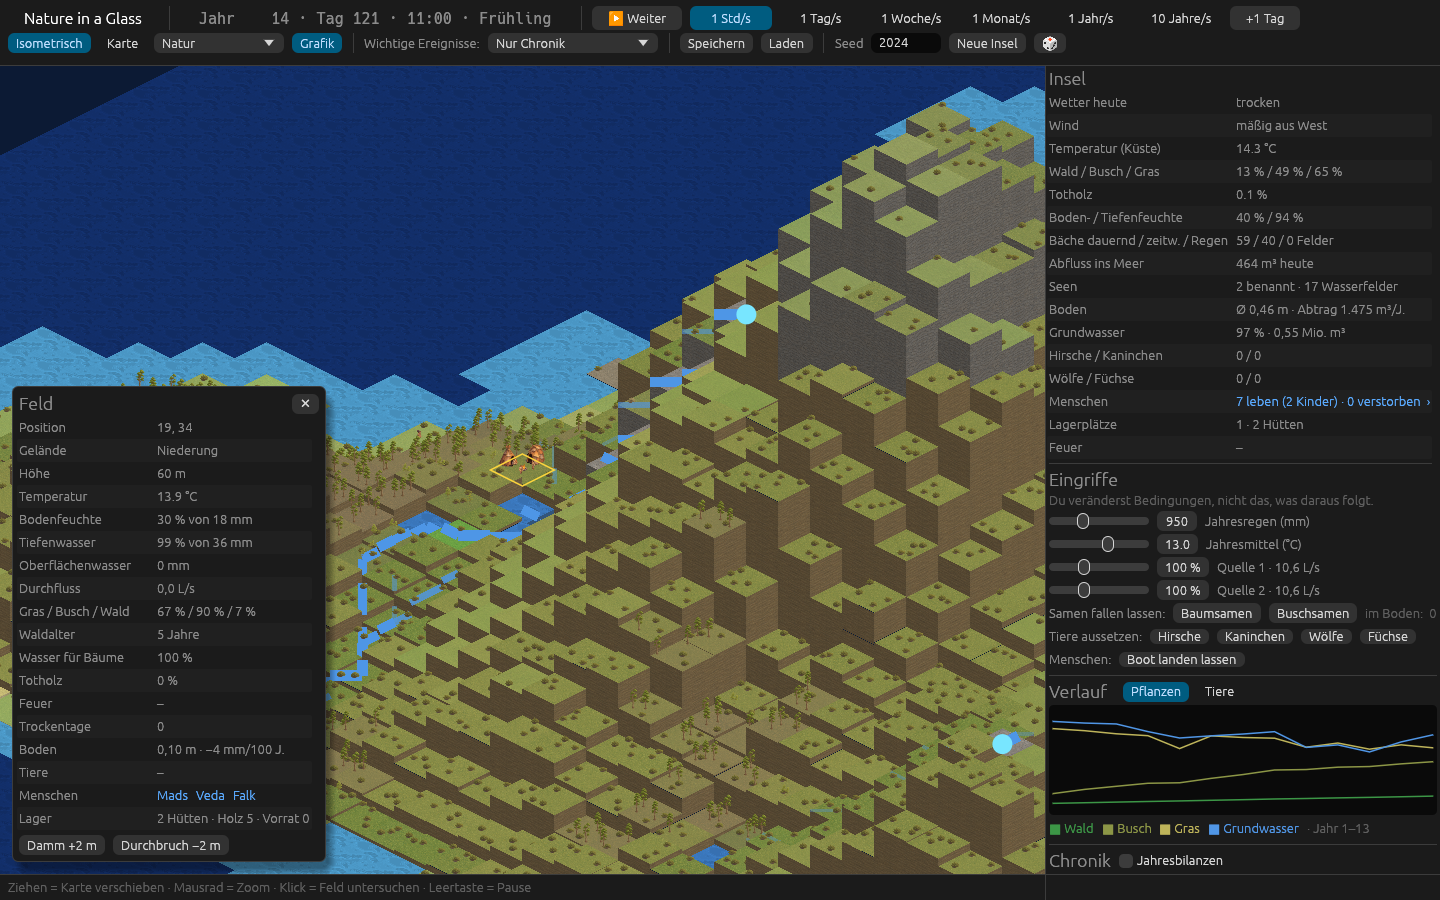 Nature in a Glass Jahr 14 · Tag 121 · 11:00 · Frühling Weiter 1 Std/s 1 Tag/s 1 Woche/s 1 Monat/s 1 Jahr/s 10 Jahre/s +1 Tag
Isometrisch Karte Natur Grafik Wichtige Ereignisse: Nur Chronik Speichern Laden Seed 2024 Neue Insel
Feld ×
Position 19, 34
Gelände Niederung
Höhe 60 m
Temperatur 13.9 °C
Bodenfeuchte 30 % von 18 mm
Tiefenwasser 99 % von 36 mm
Oberflächenwasser 0 mm
Durchfluss 0,0 L/s
Gras / Busch / Wald 67 % / 90 % / 7 %
Waldalter 5 Jahre
Wasser für Bäume 100 %
Totholz 0 %
Feuer –
Trockentage 0
Boden 0,10 m · −4 mm/100 J.
Tiere –
Menschen Mads Veda Falk
Lager 2 Hütten · Holz 5 · Vorrat 0
Damm +2 m Durchbruch −2 m
Insel
Wetter heute trocken
Wind mäßig aus West
Temperatur (Küste) 14.3 °C
Wald / Busch / Gras 13 % / 49 % / 65 %
Totholz 0.1 %
Boden- / Tiefenfeuchte 40 % / 94 %
Bäche dauernd / zeitw. / Regen 59 / 40 / 0 Felder
Abfluss ins Meer 464 m³ heute
Seen 2 benannt · 17 Wasserfelder
Boden Ø 0,46 m · Abtrag 1.475 m³/J.
Grundwasser 97 % · 0,55 Mio. m³
Hirsche / Kaninchen 0 / 0
Wölfe / Füchse 0 / 0
Menschen 7 leben (2 Kinder) · 0 verstorben ›
Lagerplätze 1 · 2 Hütten
Feuer –
Eingriffe
Du veränderst Bedingungen, nicht das, was daraus folgt.
950 Jahresregen (mm)
13.0 Jahresmittel (°C)
100 % Quelle 1 · 10,6 L/s
100 % Quelle 2 · 10,6 L/s
Samen fallen lassen: Baumsamen Buschsamen im Boden: 0
Tiere aussetzen: Hirsche Kaninchen Wölfe Füchse
Menschen: Boot landen lassen
Verlauf Pflanzen Tiere
Wald Busch Gras Grundwasser · Jahr 1–13
Chronik Jahresbilanzen
Ziehen = Karte verschieben · Mausrad = Zoom · Klick = Feld untersuchen · Leertaste = Pause